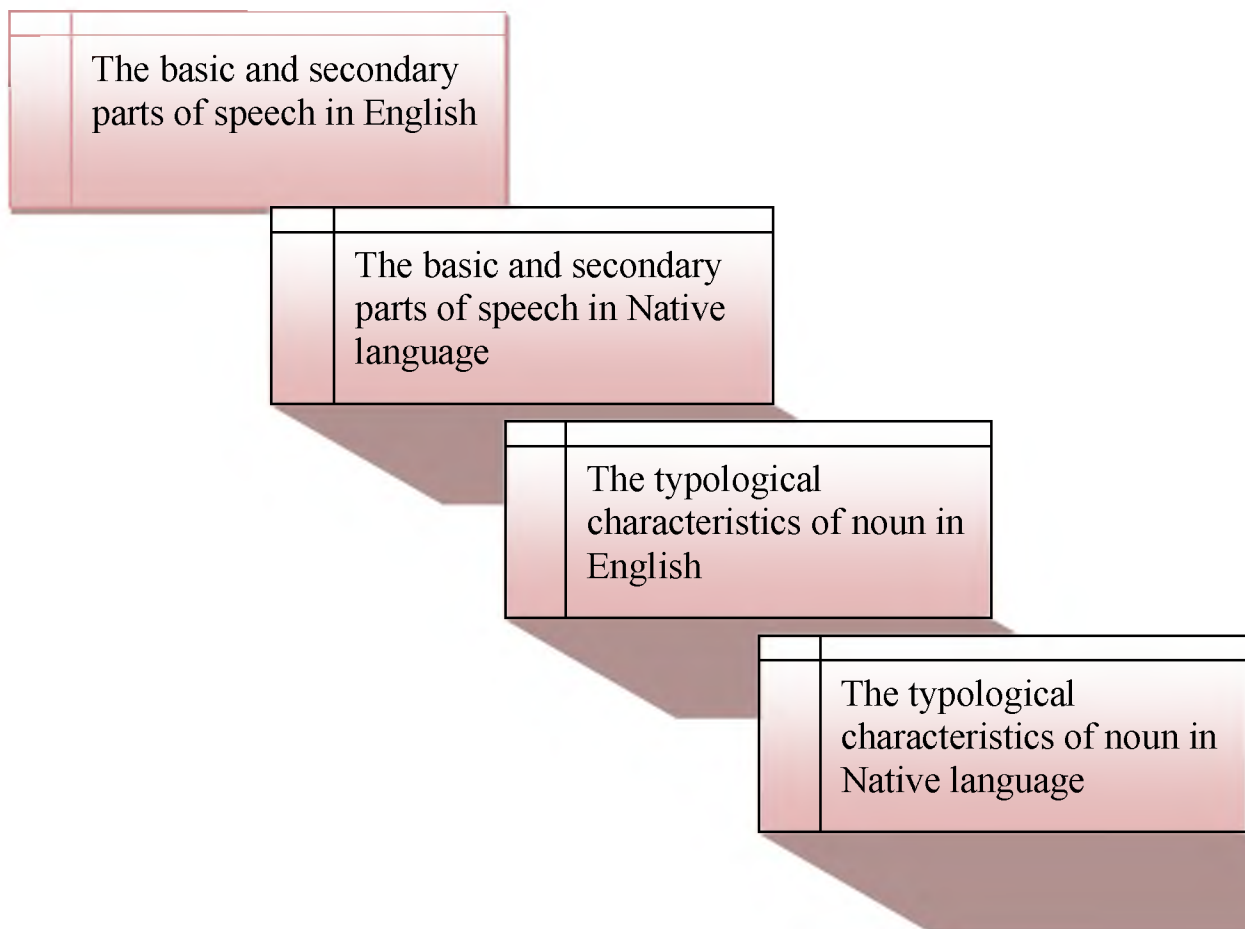 The basic and secondary
parts of speech in English
The basic and secondary
parts of speech in Native
language
The typological
characteristics of noun in
English
The typological
characteristics of noun in
Native language